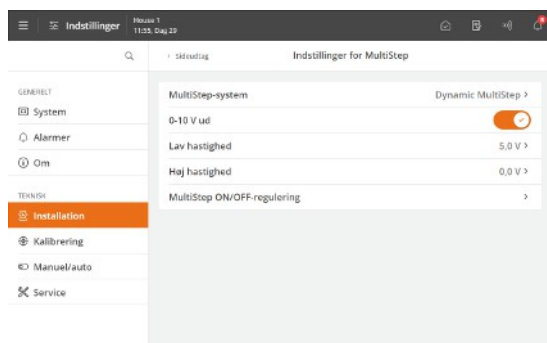 Indstillinger
House 1
11:55, Dag 29
Sideudtag
Indstillinger for MultiStep
GENERELT
System
Alarmer
Om
TEKNISK
Installation
Kalibrering
Manuel/auto
Service
MultiStep-system Dynamic MultiStep
0-10 V ud
Lav hastighed 5,0 V
Høj hastighed 0,0 V
MultiStep ON/OFF-regulering